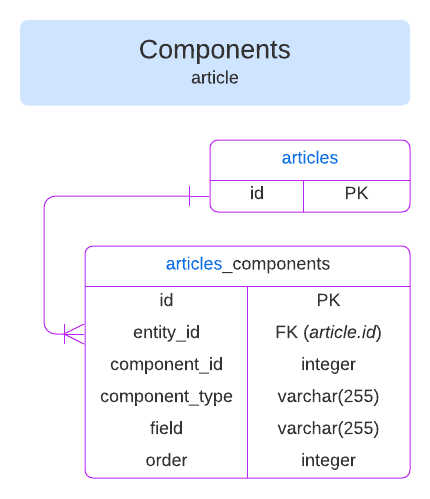 Components
article
articles
id PK
articles_components
id PK
entity_id FK (article.id)
component_id integer
component_type varchar(255)
field varchar(255)
order integer